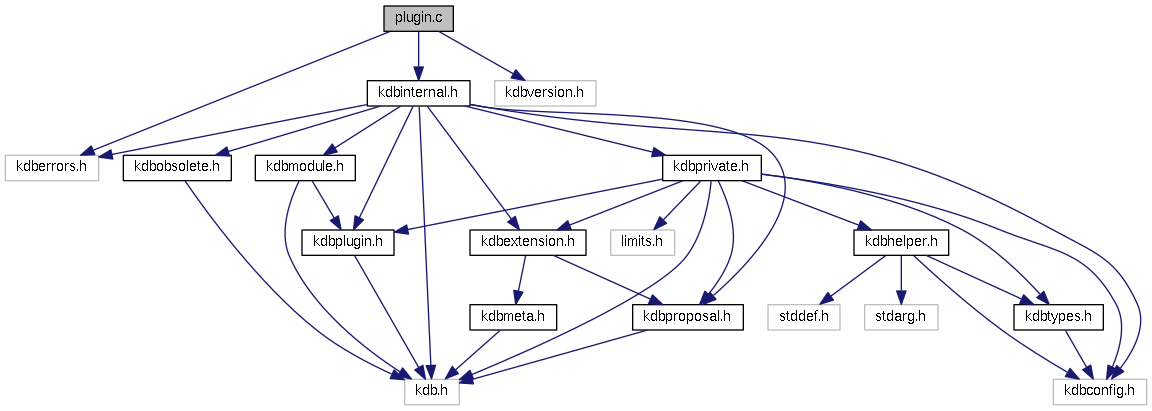 plugin.c
kdbinternal.h
kdbversion.h
kdberrors.h
kdbobsolete.h
kdbmodule.h
kdbprivate.h
kdbplugin.h
kdbextension.h
limits.h
kdbhelper.h
kdbmeta.h
kdbproposal.h
stddef.h
stdarg.h
kdbtypes.h
kdb.h
kdbconfig.h